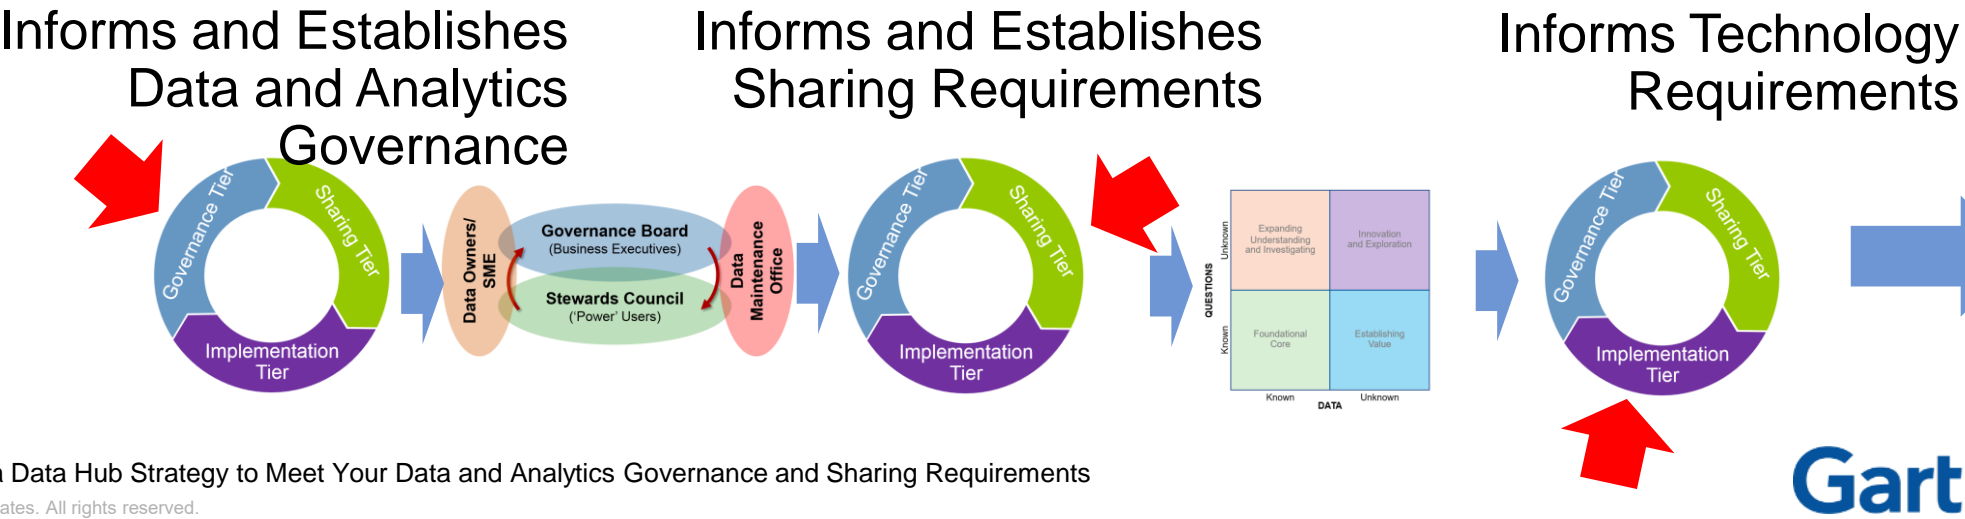 Informs and Establishes
Data and Analytics
Governance
Informs and Establishes
Sharing Requirements
Informs Technology
Requirements
Governance Tier
Sharing Tier
Implementation
Tier
Data Owners/
SME
Governance Board
(Business Executives)
Stewards Council
('Power' Users)
Data
Maintenance
Office
Governance Tier
Sharing Tier
Implementation
Tier
QUESTIONS
Unknown
Known
Expanding
Understanding
and Investigating
Innovation
and Exploration
Foundational
Core
Establishing
Value
Known
Unknown
DATA
Governance Tier
Sharing Tier
Implementation
Tier
a Data Hub Strategy to Meet Your Data and Analytics Governance and Sharing Requirements
ates. All rights reserved.
Gart